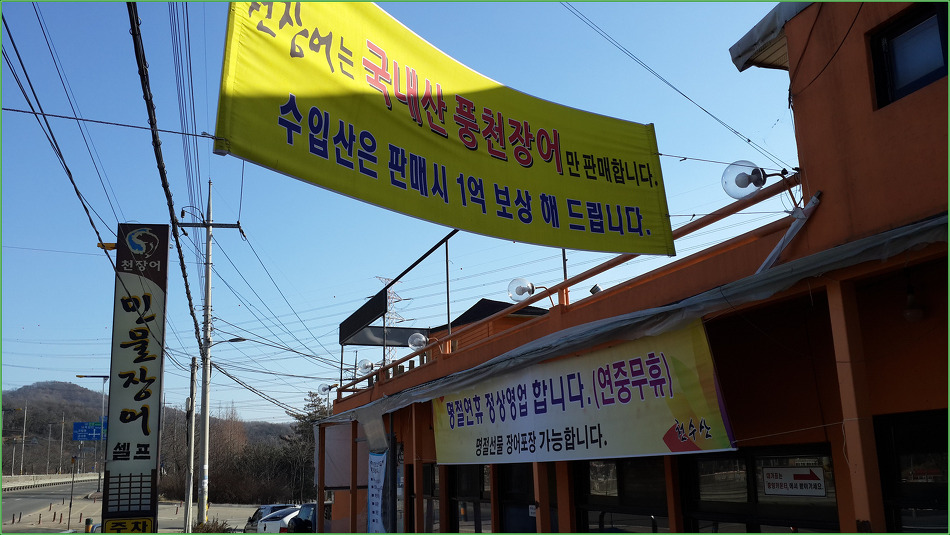 천장어는 국내산 풍천장어만 판매합니다.
수입산은 판매시 1억 보상 해 드립니다.
천장어
민물장어
셀프
주차
명절연휴 정상영업 합니다.(연중무휴)
명절선물 장어포장 가능합니다.